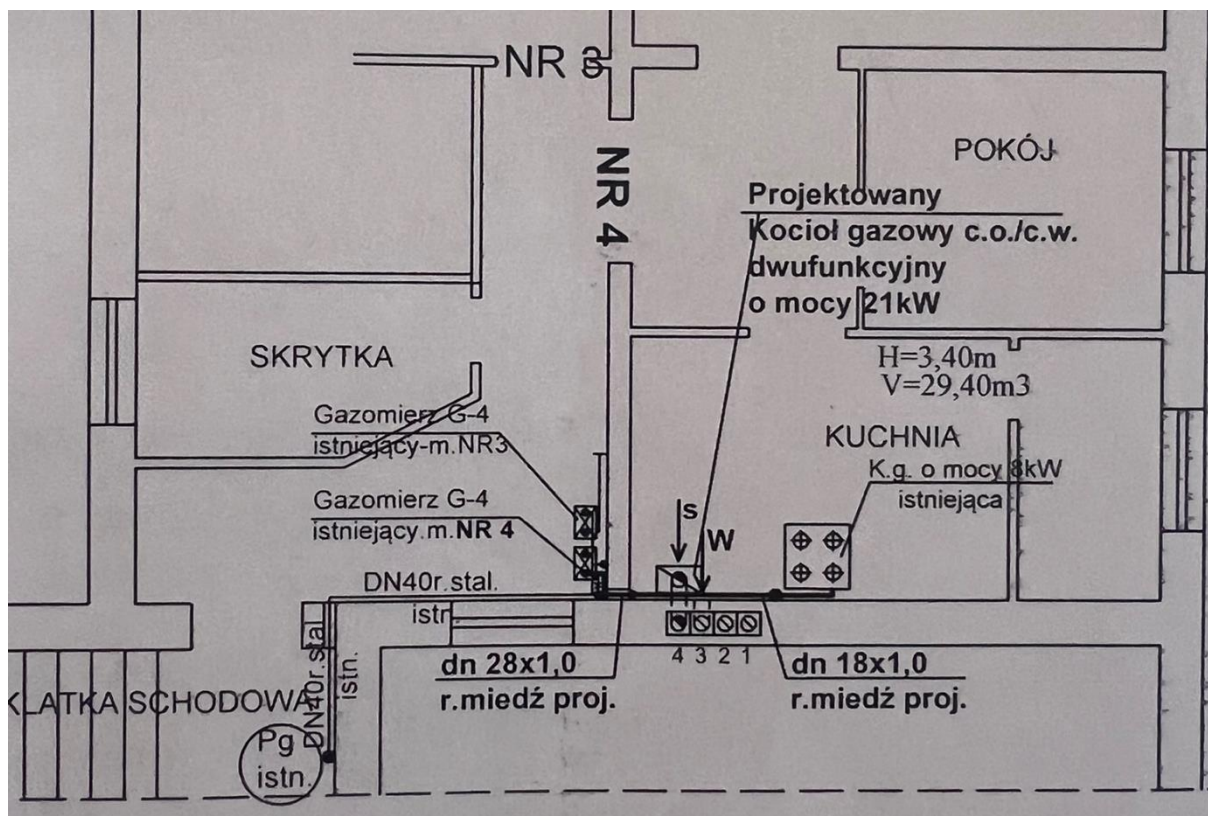 NR 3
NR 4
POKÓJ
Projektowany
Kocioł gazowy c.o./c.w.
dwufunkcyjny
o mocy 21kW
H=3,40m
V=29,40m3
SKRYTKA
Gazomierz G-4
istniejący-m.NR3
KUCHNIA
K.g. o mocy 8kW
istniejąca
Gazomierz G-4
istniejący.m.NR 4
s
W
DN40r.stal.
istr.
4 3 2 1
dn 28x1,0
r.miedź proj.
dn 18x1,0
r.miedź proj.
KLATKA SCHODOWA
DN40r.stal
istn.
Pg
istn.